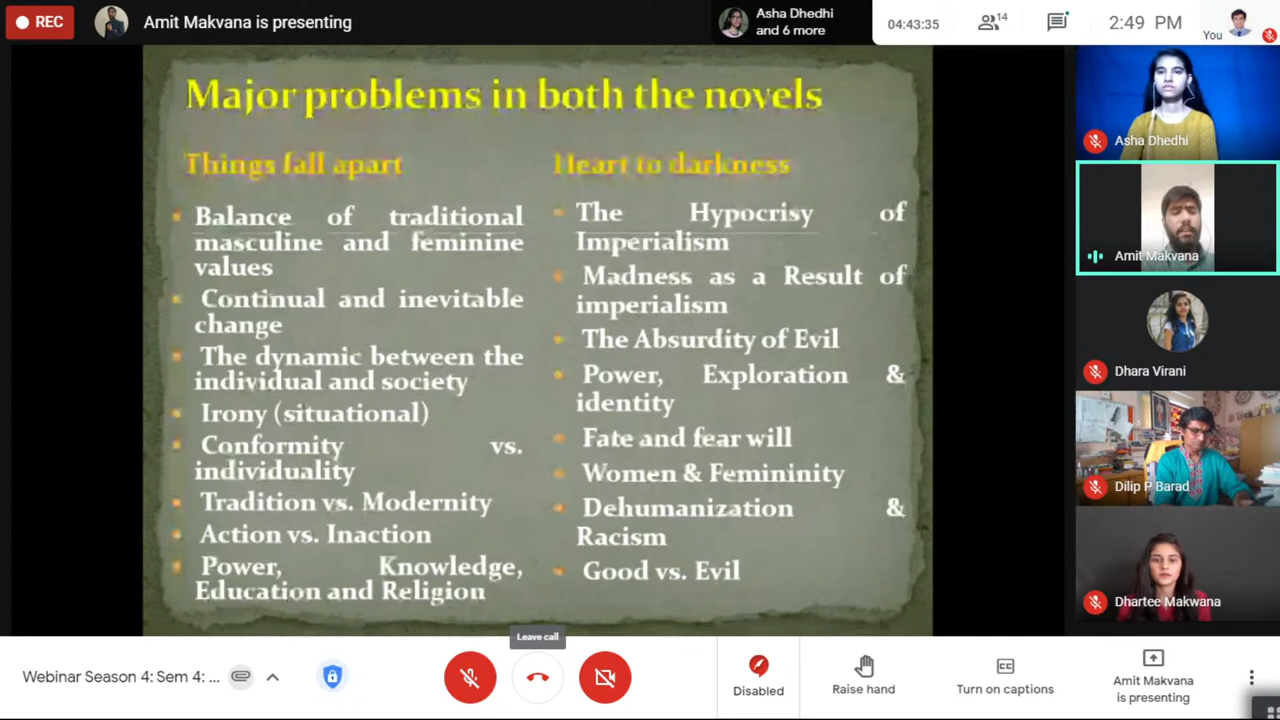 REC
Amit Makvana is presenting
Asha Dhedhi
and 6 more
04:43:35
14
2:49 PM
You
Major problems in both the novels
Things fall apart
Balance of traditional
masculine and feminine
values
Continual and inevitable
change
The dynamic between the
individual and society
Irony (situational)
Conformity vs.
individuality
Tradition vs. Modernity
Action vs. Inaction
Power, Knowledge,
Education and Religion
Heart to darkness
The Hypocrisy of
Imperialism
Madness as a Result of
imperialism
The Absurdity of Evil
Power, Exploration &
identity
Fate and fear will
Women & Femininity
Dehumanization &
Racism
Good vs. Evil
Asha Dhedhi
Amit Makvana
Dhara Virani
Dilip P Barad
Dhartee Makwana
Leave call
Webinar Season 4: Sem 4: ...
Disabled
Raise hand
Turn on captions
Amit Makvana
is presenting